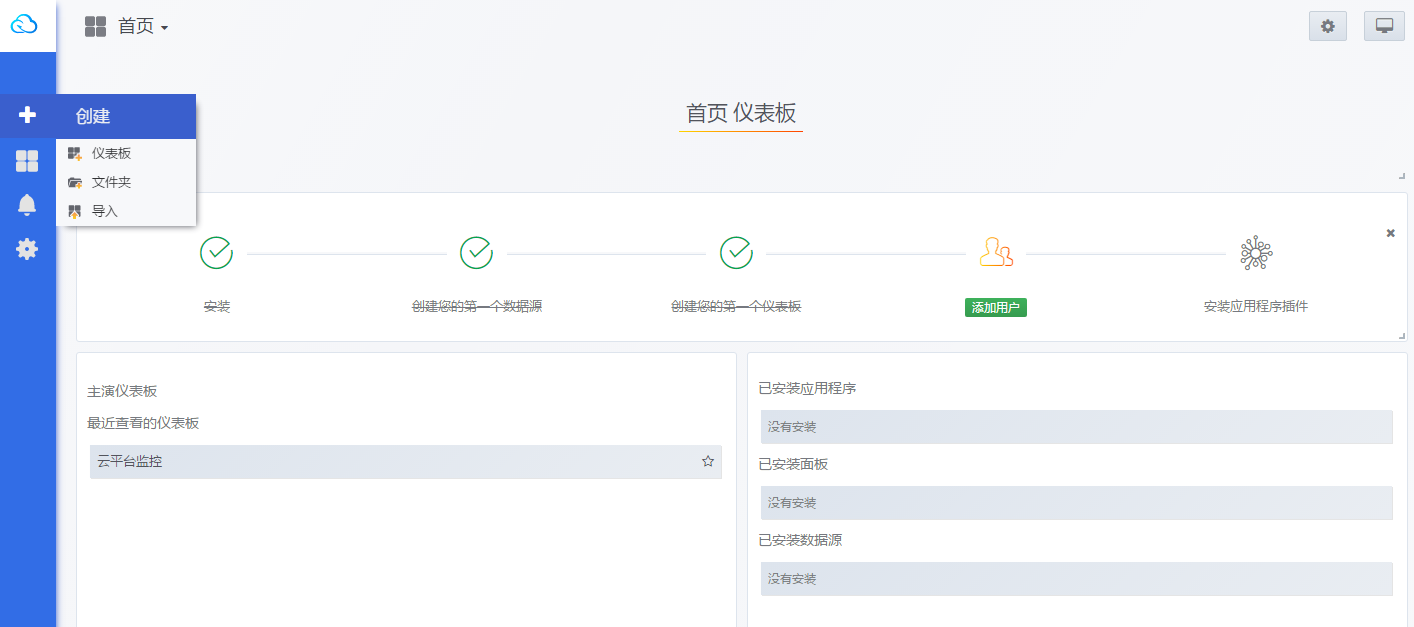 首页
首页 仪表板
创建
仪表板
文件夹
导入
安装
创建您的第一个数据源
创建您的第一个仪表板
添加用户
安装应用程序插件
主演仪表板
最近查看的仪表板
云平台监控
已安装应用程序
没有安装
已安装面板
没有安装
已安装数据源
没有安装